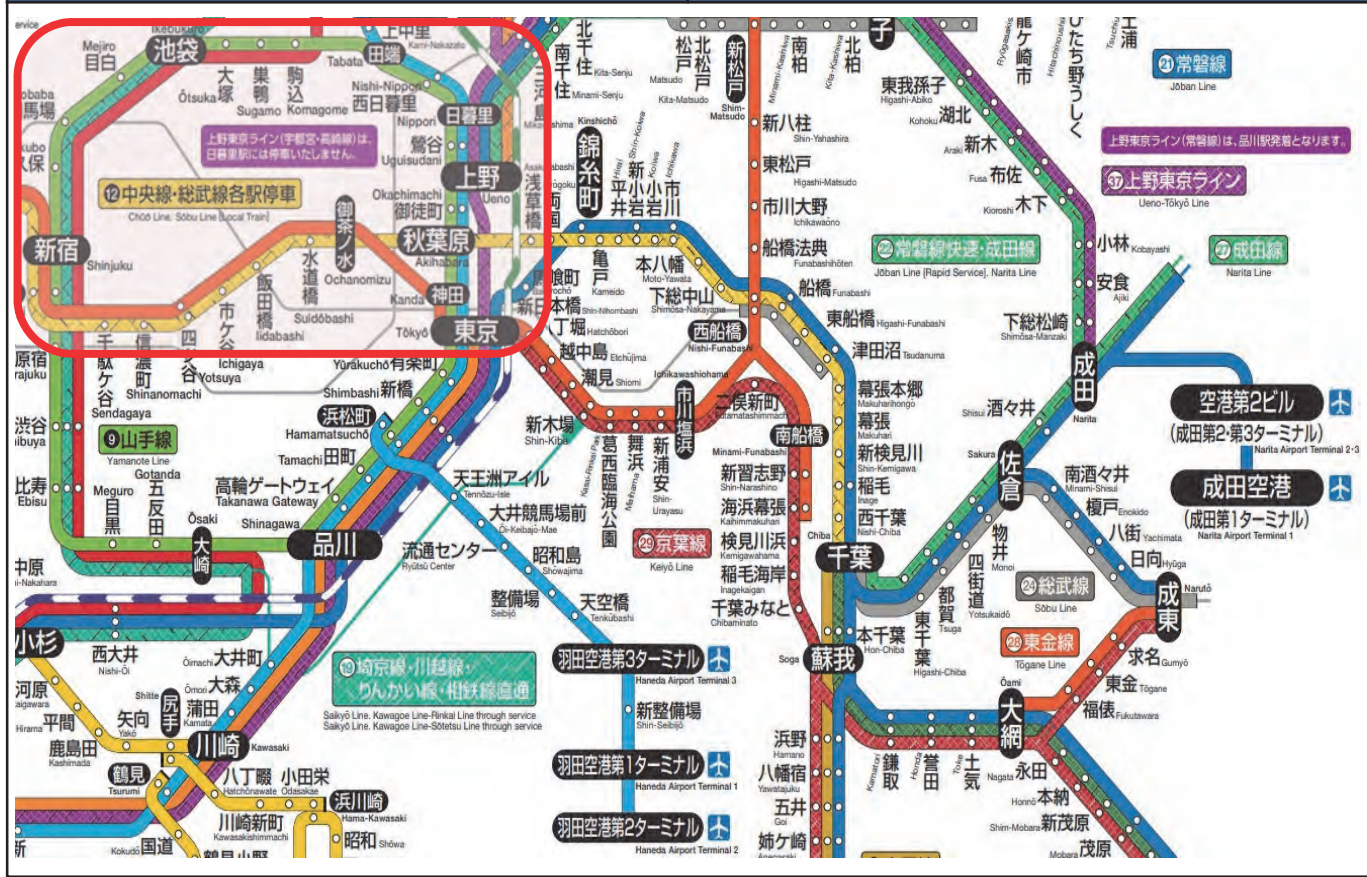 service
Ikebukuro
池袋
Mejiro
目白
大塚
Ōtsuka
巣鴨
Sugamo
駒込
Komagome
田端
Tabata
上中里
Kami-Nakazato
Nishi-Nippori
西日暮里
日暮里
Nippori
鶯谷
Uguisudani
上野
Ueno
Okachimachi
御徒町
秋葉原
Akihabara
神田
Kanda
東京
Tōkyō
上野東京ライン(宇都宮・高崎線)は、
日暮里駅には停車いたしません。
⑫中央線・総武線各駅停車
Chūō Line, Sōbu Line [Local Train]
新宿
Shinjuku
御茶ノ水
Ochanomizu
水道橋
Suidōbashi
飯田橋
Iidabashi
市ケ谷
Ichigaya
四ツ谷
Yotsuya
信濃町
Shinanomachi
千駄ケ谷
Sendagaya
浅草橋
両国
錦糸町
Kinshichō
亀戸
Kameido
平井
Hirai
新小岩
Shin-Koiwa
小岩
Koiwa
市川
Ichikawa
本八幡
Moto-Yawata
下総中山
Shimōsa-Nakayama
西船橋
Nishi-Funabashi
船橋
Funabashi
東船橋
Higashi-Funabashi
津田沼
Tsudanuma
幕張本郷
Makuharihongō
幕張
Makuhari
新検見川
Shin-Kemigawa
稲毛
Inage
西千葉
Nishi-Chiba
千葉
Chiba
北千住
Kita-Senju
南千住
Minami-Senju
三河島
松戸
Matsudo
北松戸
Kita-Matsudo
新松戸
Shin-Matsudo
南柏
Minami-Kashiwa
北柏
Kita-Kashiwa
新八柱
Shin-Yahashira
東松戸
Higashi-Matsudo
市川大野
Ichikawaōno
船橋法典
Funabashihōten
東我孫子
Higashi-Abiko
湖北
Kohoku
新木
Araki
布佐
Fusa
木下
Kioroshi
小林
Kobayashi
安食
Ajiki
下総松崎
Shimōsa-Manzaki
成田
Narita
龍ケ崎市
Ryūgasakishi
ひたち野うしく
Hitachinoushiku
土浦
Tsuchiura
㉑常磐線
Jōban Line
上野東京ライン(常磐線)は、品川駅発着となります。
㊲上野東京ライン
Ueno-Tōkyō Line
㉒常磐線快速・成田線
Jōban Line [Rapid Service], Narita Line
㉗成田線
Narita Line
空港第2ビル
(成田第2・第3ターミナル)
Narita Airport Terminal 2・3
成田空港
(成田第1ターミナル)
Narita Airport Terminal 1
酒々井
Shisui
佐倉
Sakura
南酒々井
Minami-Shisui
榎戸
Enokido
八街
Yachimata
日向
Hyūga
成東
Narutō
物井
Monoi
四街道
Yotsukaidō
都賀
Tsuga
東千葉
Higashi-Chiba
㉔総武線
Sōbu Line
㉘東金線
Tōgane Line
求名
Gumyō
東金
Tōgane
福俵
Fukutawara
大網
Ōami
永田
Nagata
本納
Honnō
新茂原
Shin-Mobara
茂原
Mobara
土気
Toke
誉田
Honda
鎌取
Kamatori
本千葉
Hon-Chiba
蘇我
Soga
浜野
Hamano
八幡宿
Yawatajuku
五井
Goi
姉ケ崎
八丁堀
Hatchōbori
Shin-Nihombashi
越中島
Etchūjima
潮見
Shiomi
新木場
Shin-Kiba
葛西臨海公園
Kasai-Rinkai Park
舞浜
Maihama
新浦安
Shin-Urayasu
市川塩浜
Ichikawashiohama
二俣新町
南船橋
Minami-Funabashi
新習志野
Shin-Narashino
海浜幕張
Kaihimmakuhari
検見川浜
Kemigawahama
稲毛海岸
Inagekaigan
千葉みなと
Chibaminato
㉙京葉線
Keiyō Line
有楽町
Yūrakuchō
新橋
Shimbashi
浜松町
Hamamatsuchō
田町
Tamachi
高輪ゲートウェイ
Takanawa Gateway
品川
Shinagawa
原宿
渋谷
恵比寿
Ebisu
目黒
Meguro
五反田
Gotanda
大崎
Ōsaki
⑨山手線
Yamanote Line
天王洲アイル
Tennōzu-Isle
大井競馬場前
Ōi-Keibajō-Mae
流通センター
Ryūtsū Center
昭和島
Shōwajima
整備場
Seibijō
天空橋
Tenkūbashi
羽田空港第3ターミナル
Haneda Airport Terminal 3
新整備場
Shin-Seibijō
羽田空港第1ターミナル
Haneda Airport Terminal 1
羽田空港第2ターミナル
Haneda Airport Terminal 2
⑩埼京線・川越線・
りんかい線・相鉄線直通
Saikyō Line, Kawagoe Line-Rinkai Line through service
Saikyō Line, Kawagoe Line-Sōtetsu Line through service
中原
小杉
西大井
Nishi-Ōi
大井町
Ōimachi
大森
Ōmori
蒲田
Kamata
川崎
Kawasaki
尻手
Shitte
矢向
Yakō
鹿島田
Kashimada
平間
Hirama
河原
鶴見
Tsurumi
国道
Kokudō
八丁畷
Hatchōnawate
川崎新町
Kawasakishimmachi
小田栄
Odasakae
浜川崎
Hama-Kawasaki
昭和
Shōwa